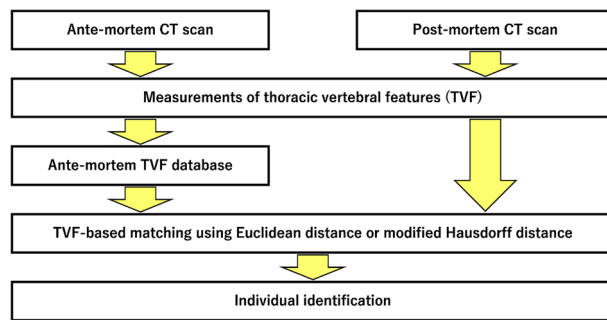 Ante-mortem CT scan
Post-mortem CT scan
Measurements of thoracic vertebral features (TVF)
Ante-mortem TVF database
TVF-based matching using Euclidean distance or modified Hausdorff distance
Individual identification